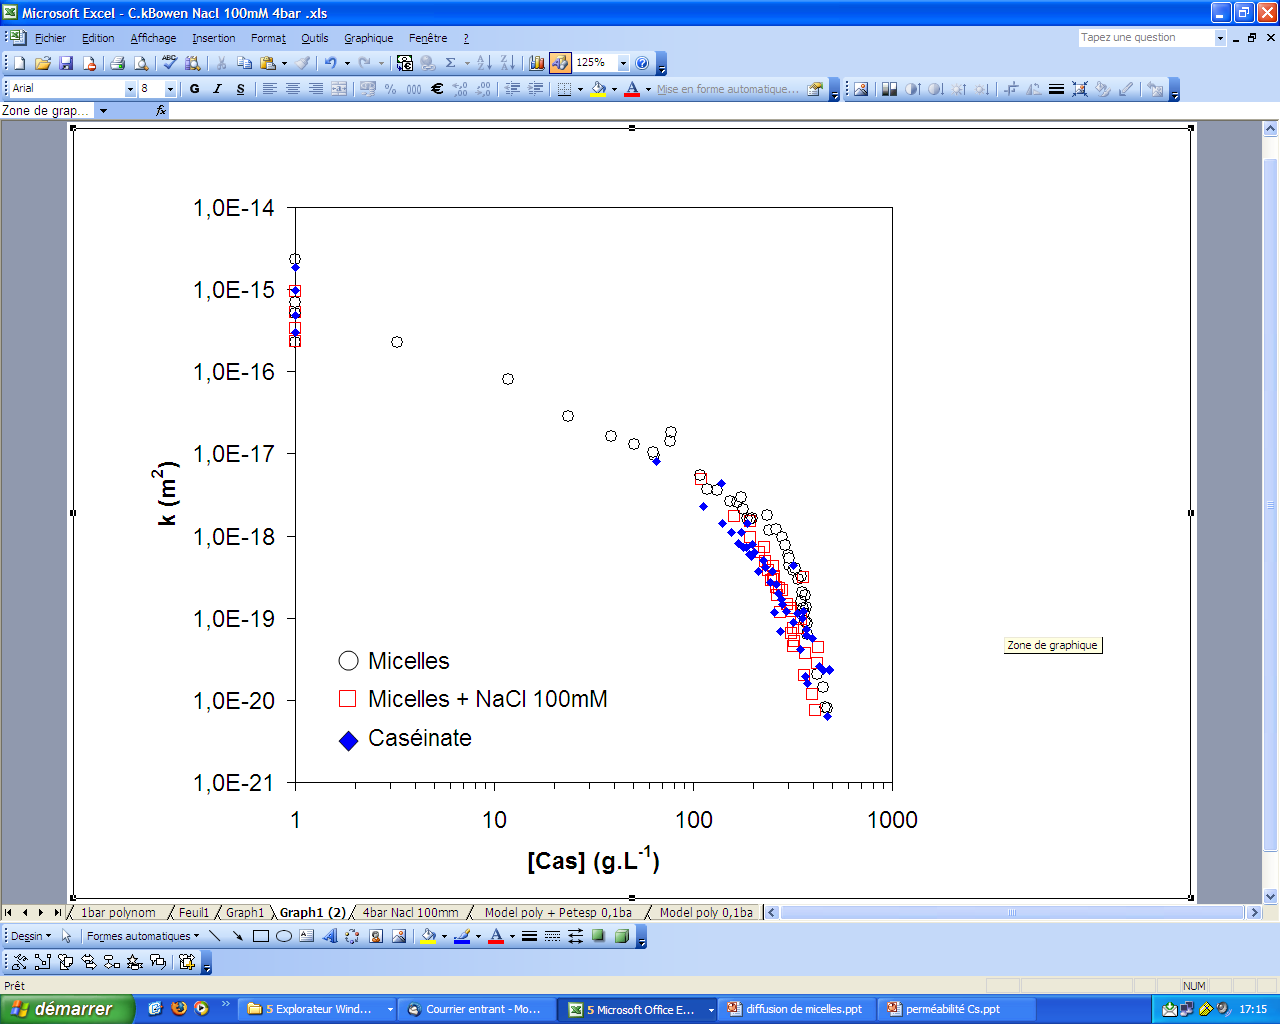 Microsoft Excel - C.kBowen Nacl 100mM 4bar .xls
Fichier Edition Affichage Insertion Format Outils Graphique Fenêtre ? Tapez une question
125%
Arial 8 G I S % 000 € Mise en forme automatique...
Zone de grap... fx
1,0E-14
1,0E-15
1,0E-16
1,0E-17
1,0E-18
1,0E-19
1,0E-20
1,0E-21
k (m2)
Micelles
Micelles + NaCl 100mM
Caséinate
1 10 100 1000
[Cas] (g.L-1)
Zone de graphique
1bar polynom Feuil1 Graph1 Graph1 (2) 4bar Nacl 100mm Model poly + Petesp 0,1ba Model poly 0,1ba
Dessin Formes automatiques
Prêt NUM
démarrer 5 Explorateur Wind... Courrier entrant - Mo... 5 Microsoft Office E... diffusion de micelles.ppt perméabilité Cs.ppt 17:15